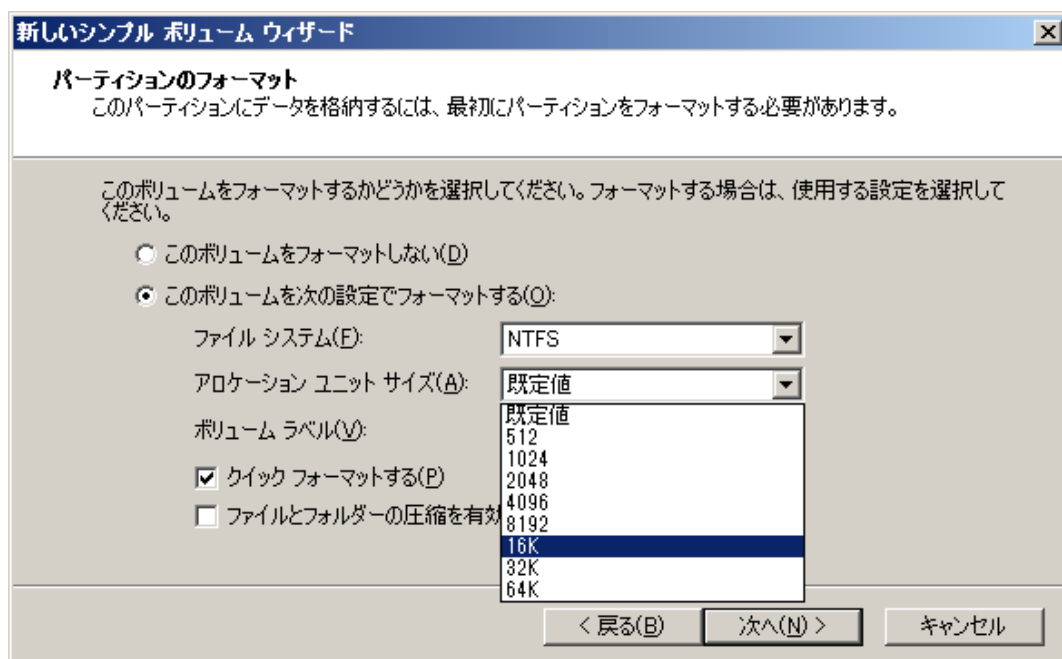 新しいシンプル ボリューム ウィザード
パーティションのフォーマット
このパーティションにデータを格納するには、最初にパーティションをフォーマットする必要があります。
このボリュームをフォーマットするかどうかを選択してください。フォーマットする場合は、使用する設定を選択して
ください。
このボリュームをフォーマットしない(D)
このボリュームを次の設定でフォーマットする(O):
ファイル システム(F): NTFS
アロケーション ユニット サイズ(A): 既定値
既定値
ボリューム ラベル(V):
512
1024
2048
クイック フォーマットする(P)
4096
8192
ファイルとフォルダーの圧縮を有効
16K
32K
64K
< 戻る(B) 次へ(N) > キャンセル